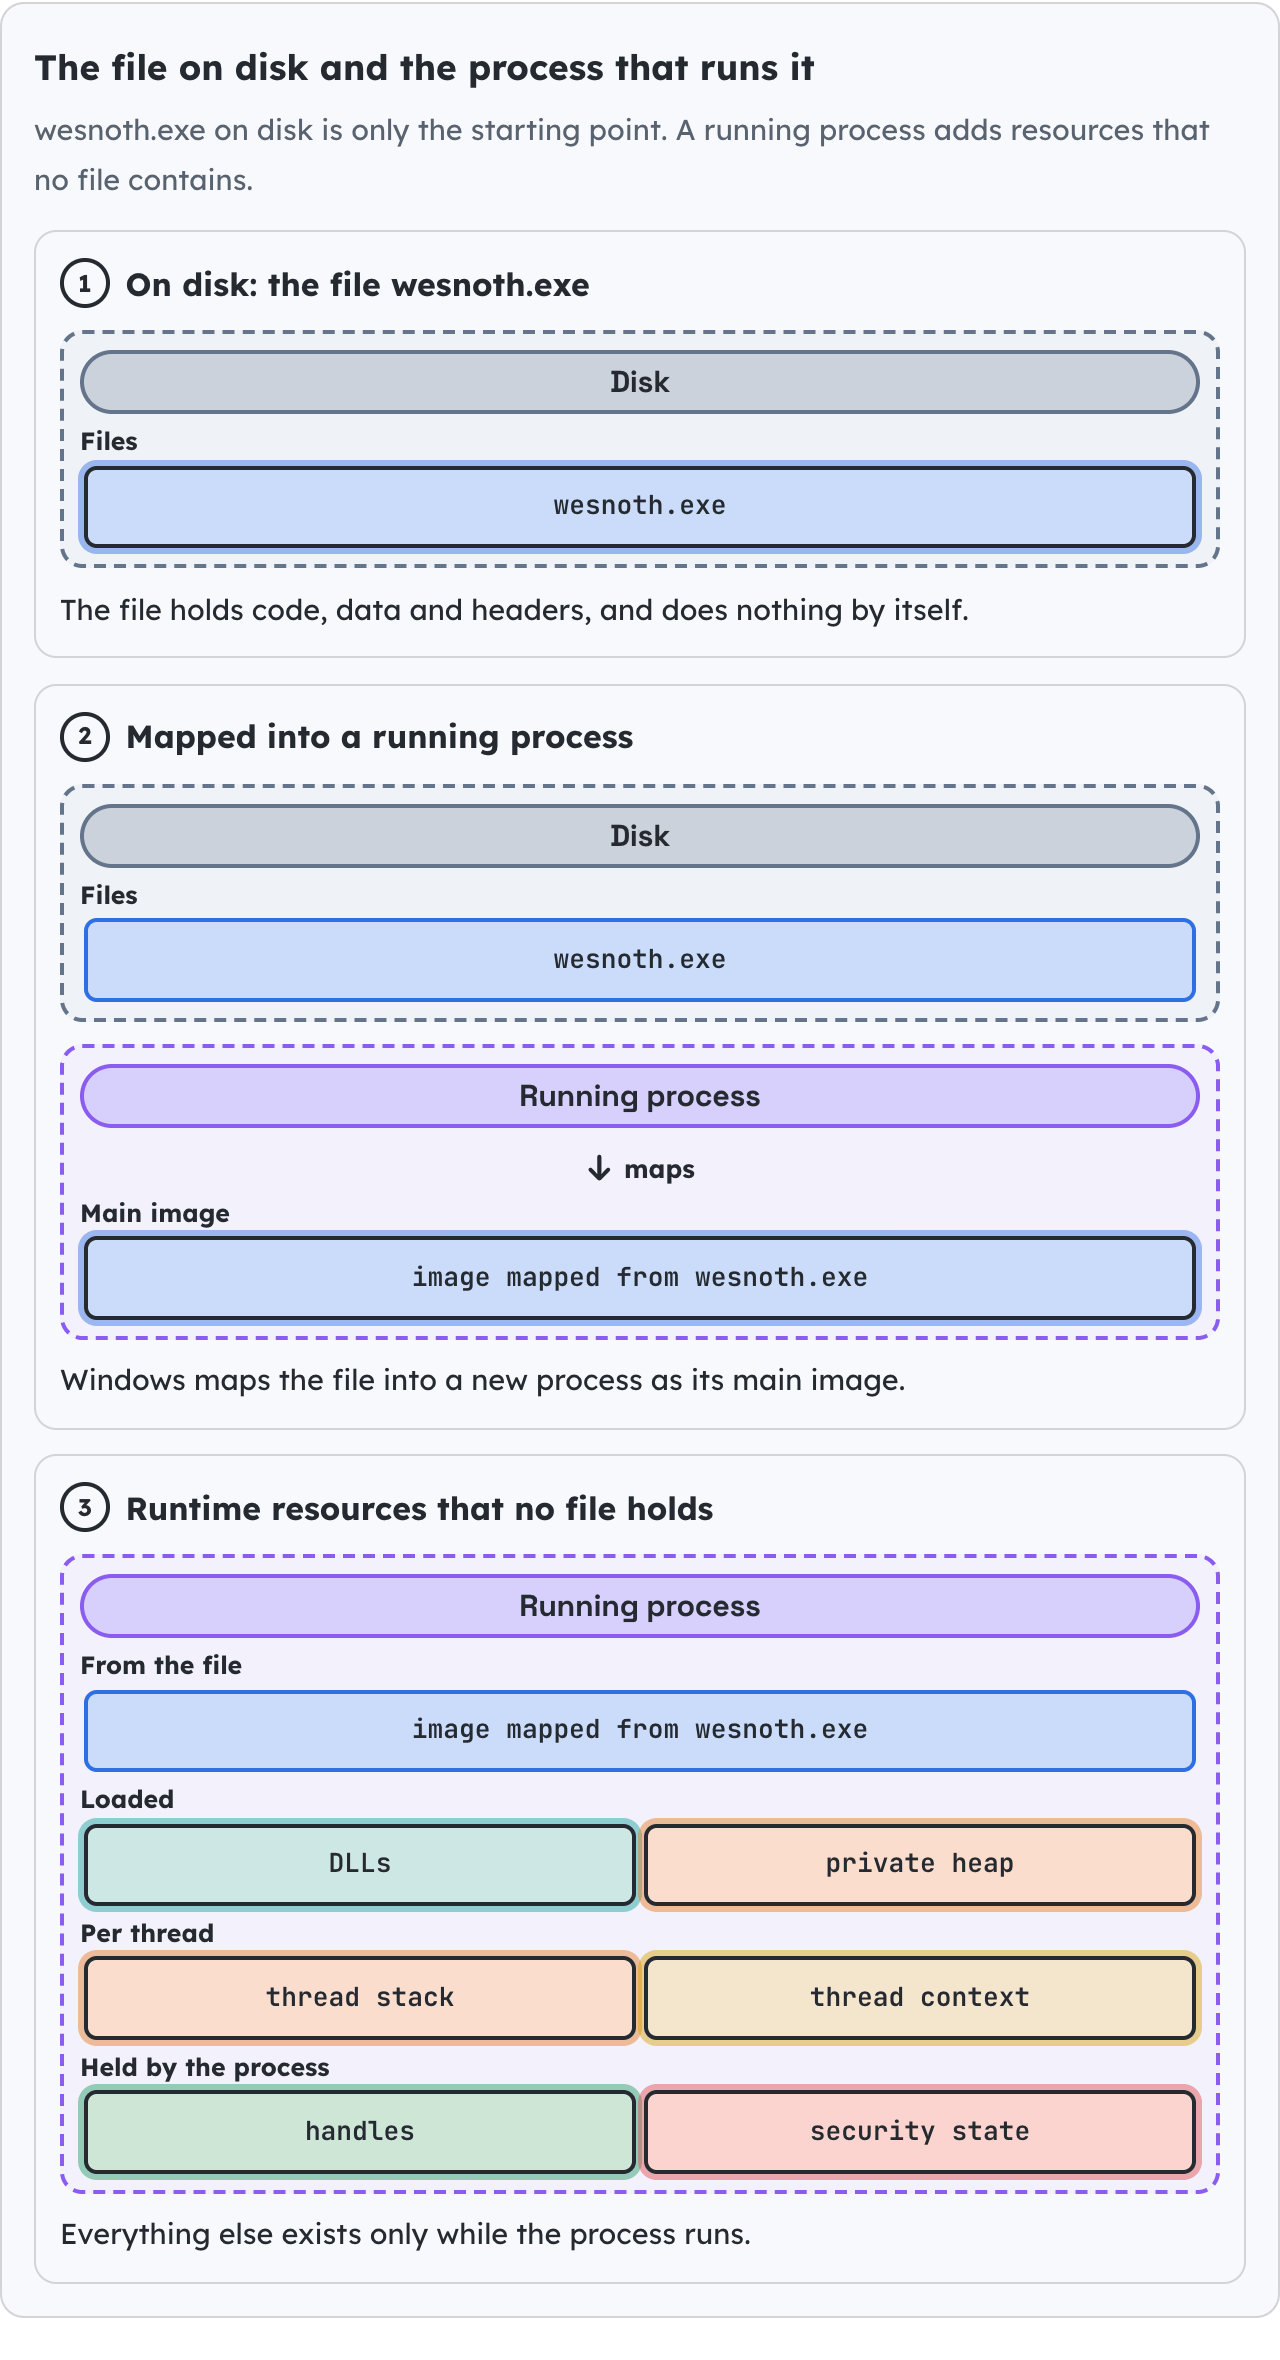 The file on disk and the process that runs it
wesnoth.exe on disk is only the starting point. A running process adds resources that
no file contains.
1 On disk: the file wesnoth.exe
Disk
Files
wesnoth.exe
The file holds code, data and headers, and does nothing by itself.
2 Mapped into a running process
Disk
Files
wesnoth.exe
Running process
↓ maps
Main image
image mapped from wesnoth.exe
Windows maps the file into a new process as its main image.
3 Runtime resources that no file holds
Running process
From the file
image mapped from wesnoth.exe
Loaded
DLLs private heap
Per thread
thread stack thread context
Held by the process
handles security state
Everything else exists only while the process runs.